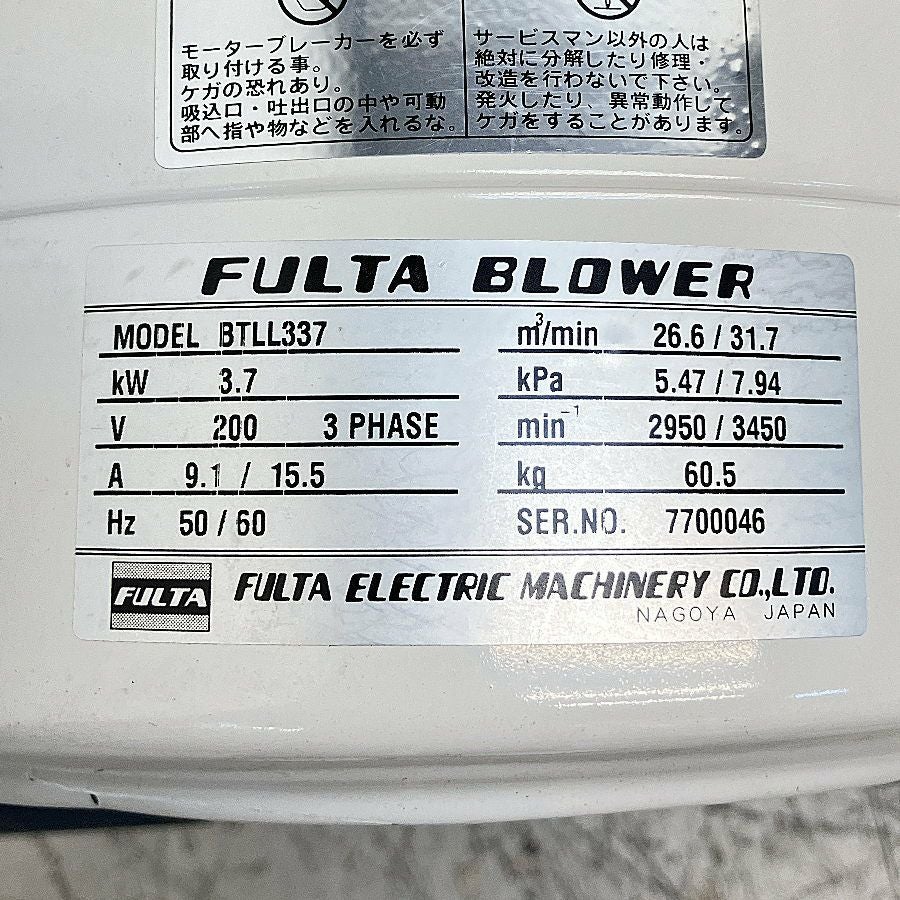 モーターブレーカーを必ず
取り付ける事。
ケガの恐れあり。
吸込口・吐出口の中や可動
部へ指や物などを入れるな。
サービスマン以外の人は
絶対に分解したり修理・
改造を行わないで下さい。
発火したり、異常動作して
ケガをすることがあります。
FULTA BLOWER
MODEL BTLL337
kW 3.7
V 200 3 PHASE
A 9.1 / 15.5
Hz 50 / 60
m³/min 26.6 / 31.7
kPa 5.47 / 7.94
min⁻¹ 2950 / 3450
kg 60.5
SER.NO. 7700046
FULTA FULTA ELECTRIC MACHINERY CO.,LTD.
NAGOYA JAPAN